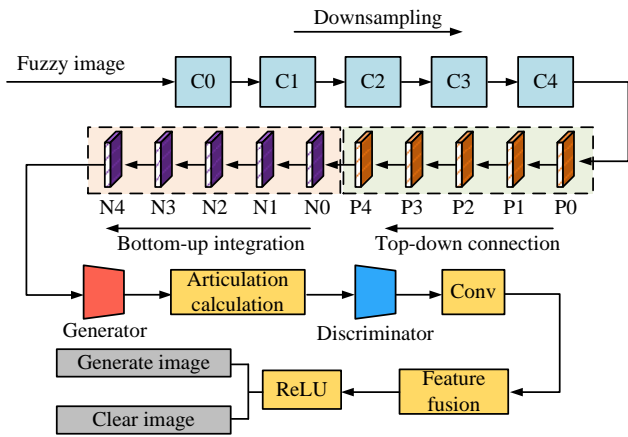 Downsampling
Fuzzy image
C0 C1 C2 C3 C4
N4 N3 N2 N1 N0 P4 P3 P2 P1 P0
Bottom-up integration Top-down connection
Articulation
calculation
Conv
Generator
Discriminator
Generate image
ReLU
Feature
fusion
Clear image